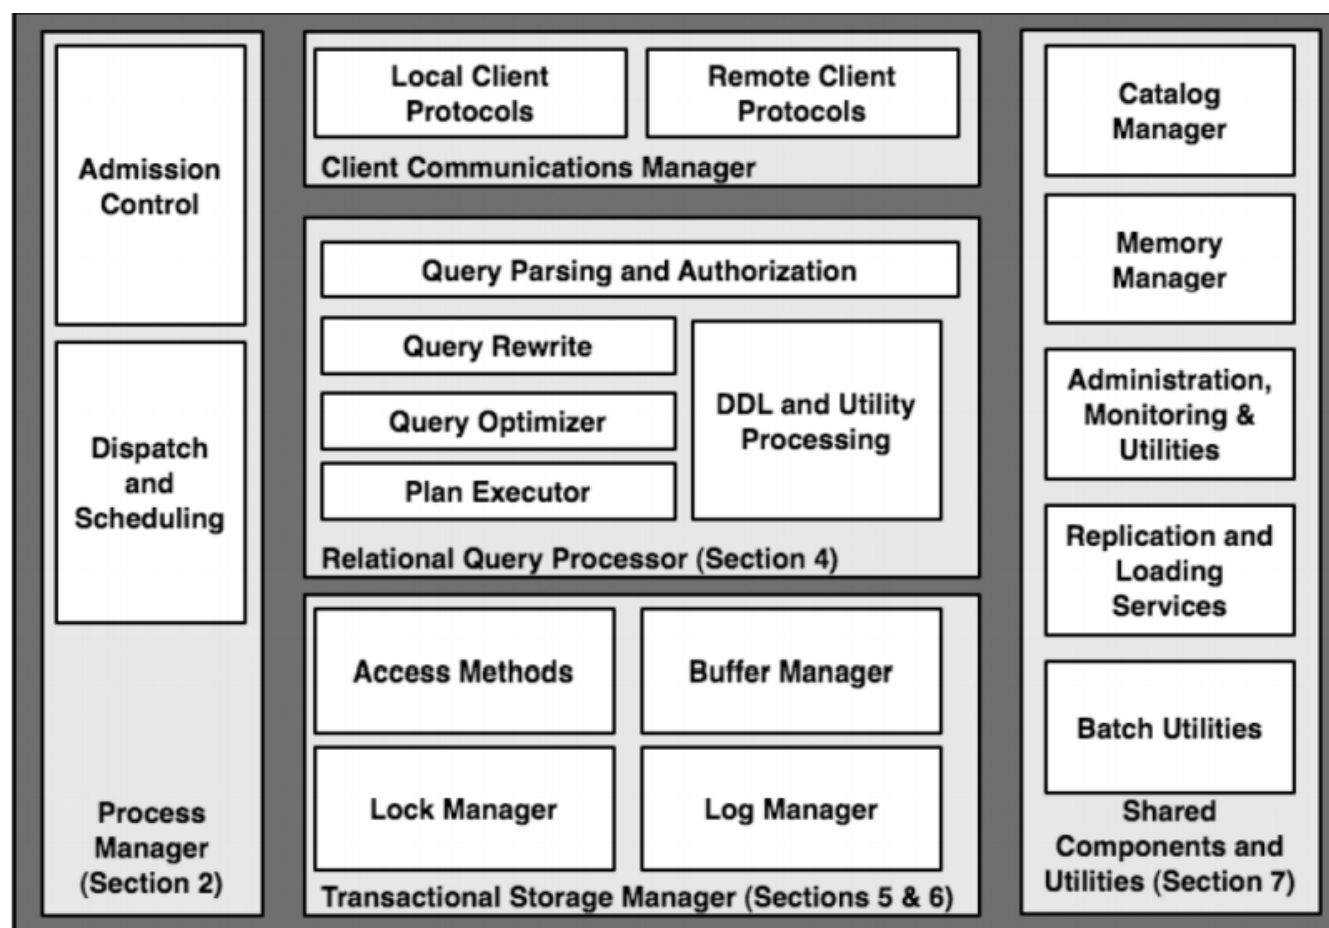 Admission
Control
Dispatch
and
Scheduling
Process
Manager
(Section 2)
Local Client
Protocols
Remote Client
Protocols
Client Communications Manager
Query Parsing and Authorization
Query Rewrite
Query Optimizer
Plan Executor
DDL and Utility
Processing
Relational Query Processor (Section 4)
Access Methods
Buffer Manager
Lock Manager
Log Manager
Transactional Storage Manager (Sections 5 & 6)
Catalog
Manager
Memory
Manager
Administration,
Monitoring &
Utilities
Replication and
Loading
Services
Batch Utilities
Shared
Components and
Utilities (Section 7)